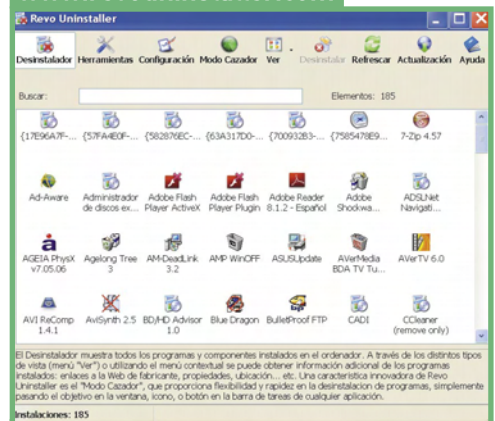 Revo Uninstaller
Desinstalador Herramientas Configuración Modo Cazador Ver Desinstalar Refrescar Actualización Ayuda
Buscar: Elementos: 185
{17E96A7F-... {57FA4E0F-... {582876EC-... {63A317D0-... {700932B3-... {7585478E9... 7-Zip 4.57
Ad-Aware Administrador de discos ex... Adobe Flash Player ActiveX Adobe Flash Player Plugin Adobe Reader 8.1.2 - Español Adobe Shockwa... ADSLNet Navigati...
AGEIA PhysX v7.05.06 Agelong Tree 3 AM-DeadLink 3.2 AMP WinOFF ASUSUpdate AVerMedia BDA TV Tu... AVerTV 6.0
AVI ReComp 1.4.1 AviSynth 2.5 BD/HD Advisor 1.0 Blue Dragon BulletProof FTP CADI CCleaner (remove only)
El Desinstalador muestra todos los programas y componentes instalados en el ordenador. A través de los distintos tipos
de vista (menú "Ver") o utilizando el menú contextual se puede obtener información adicional de los programas
instalados: enlaces a la Web de fabricante, propiedades, ubicación... etc. Una característica innovadora de Revo
Uninstaller es el "Modo Cazador", que proporciona flexibilidad y rapidez en la desinstalacion de programas, simplemente
pasando el objetivo en la ventana, icono, o botón en la barra de tareas de cualquier aplicación.
Instalaciones: 185